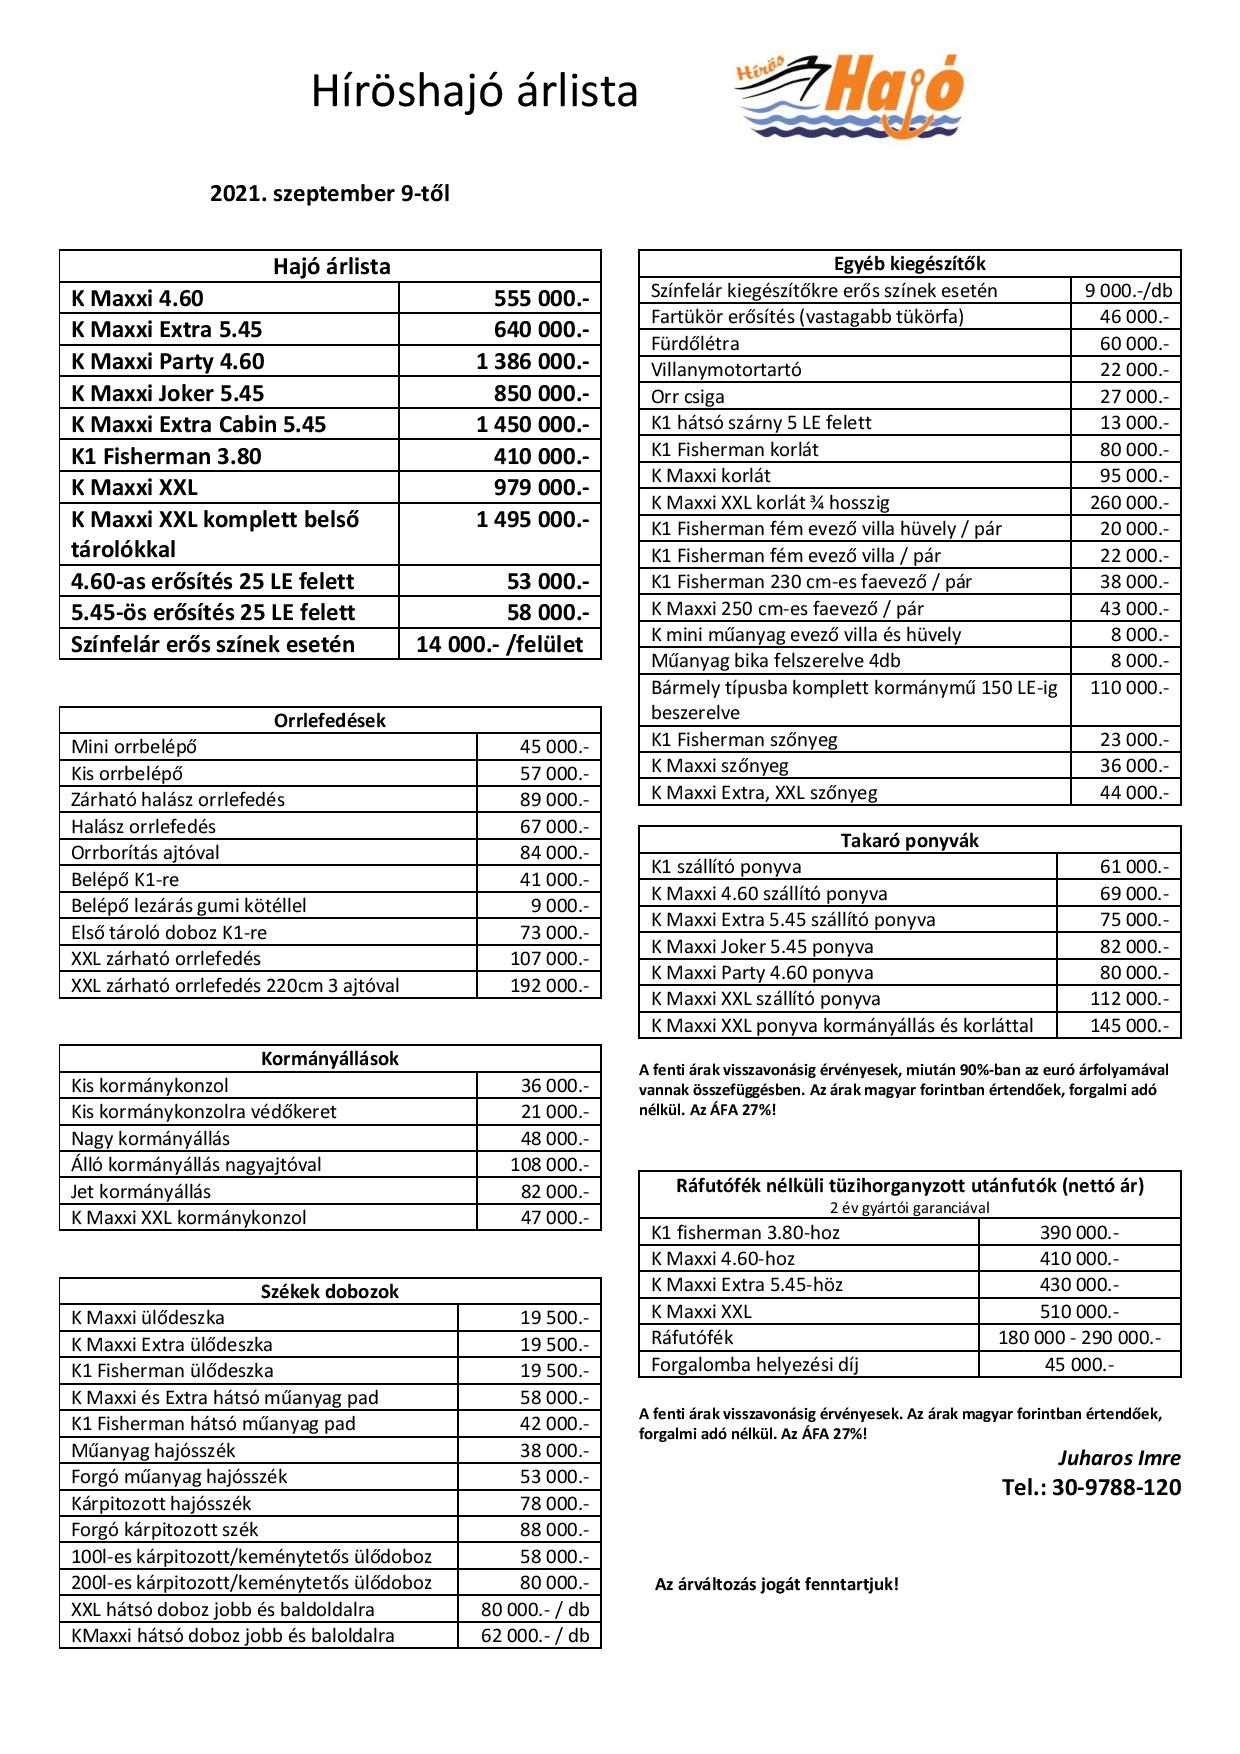 Híröshajó árlista
Hírös
Hajó
2021. szeptember 9-től
Hajó árlista
K Maxxi 4.60 555 000.-
K Maxxi Extra 5.45 640 000.-
K Maxxi Party 4.60 1 386 000.-
K Maxxi Joker 5.45 850 000.-
K Maxxi Extra Cabin 5.45 1 450 000.-
K1 Fisherman 3.80 410 000.-
K Maxxi XXL 979 000.-
K Maxxi XXL komplett belső 1 495 000.-
tárolókkal
4.60-as erősítés 25 LE felett 53 000.-
5.45-ös erősítés 25 LE felett 58 000.-
Színfelár erős színek esetén 14 000.- /felület
Orrlefedések
Mini orrbelépő 45 000.-
Kis orrbelépő 57 000.-
Zárható halász orrlefedés 89 000.-
Halász orrlefedés 67 000.-
Orrborítás ajtóval 84 000.-
Belépő K1-re 41 000.-
Belépő lezárás gumi kötéllel 9 000.-
Első tároló doboz K1-re 73 000.-
XXL zárható orrlefedés 107 000.-
XXL zárható orrlefedés 220cm 3 ajtóval 192 000.-
Kormányállások
Kis kormánykonzol 36 000.-
Kis kormánykonzolra védőkeret 21 000.-
Nagy kormányállás 48 000.-
Álló kormányállás nagyajtóval 108 000.-
Jet kormányállás 82 000.-
K Maxxi XXL kormánykonzol 47 000.-
Székek dobozok
K Maxxi ülődeszka 19 500.-
K Maxxi Extra ülődeszka 19 500.-
K1 Fisherman ülődeszka 19 500.-
K Maxxi és Extra hátsó műanyag pad 58 000.-
K1 Fisherman hátsó műanyag pad 42 000.-
Műanyag hajósszék 38 000.-
Forgó műanyag hajósszék 53 000.-
Kárpitozott hajósszék 78 000.-
Forgó kárpitozott szék 88 000.-
100l-es kárpitozott/keménytetős ülődoboz 58 000.-
200l-es kárpitozott/keménytetős ülődoboz 80 000.-
XXL hátsó doboz jobb és baldoldalra 80 000.- / db
KMaxxi hátsó doboz jobb és baloldalra 62 000.- / db
Egyéb kiegészítők
Színfelár kiegészítőkre erős színek esetén 9 000.-/db
Fartükör erősítés (vastagabb tükörfa) 46 000.-
Fürdőlétra 60 000.-
Villanymotortartó 22 000.-
Orr csiga 27 000.-
K1 hátsó szárny 5 LE felett 13 000.-
K1 Fisherman korlát 80 000.-
K Maxxi korlát 95 000.-
K Maxxi XXL korlát ¾ hosszig 260 000.-
K1 Fisherman fém evező villa hüvely / pár 20 000.-
K1 Fisherman fém evező villa / pár 22 000.-
K1 Fisherman 230 cm-es faevező / pár 38 000.-
K Maxxi 250 cm-es faevező / pár 43 000.-
K mini műanyag evező villa és hüvely 8 000.-
Műanyag bika felszerelve 4db 8 000.-
Bármely típusba komplett kormánymű 150 LE-ig 110 000.-
beszerelve
K1 Fisherman szőnyeg 23 000.-
K Maxxi szőnyeg 36 000.-
K Maxxi Extra, XXL szőnyeg 44 000.-
Takaró ponyvák
K1 szállító ponyva 61 000.-
K Maxxi 4.60 szállító ponyva 69 000.-
K Maxxi Extra 5.45 szállító ponyva 75 000.-
K Maxxi Joker 5.45 ponyva 82 000.-
K Maxxi Party 4.60 ponyva 80 000.-
K Maxxi XXL szállító ponyva 112 000.-
K Maxxi XXL ponyva kormányállás és korláttal 145 000.-
A fenti árak visszavonásig érvényesek, miután 90%-ban az euró árfolyamával
vannak összefüggésben. Az árak magyar forintban értendőek, forgalmi adó
nélkül. Az ÁFA 27%!
Ráfutófék nélküli tüzihorganyzott utánfutók (nettó ár)
2 év gyártói garanciával
K1 fisherman 3.80-hoz 390 000.-
K Maxxi 4.60-hoz 410 000.-
K Maxxi Extra 5.45-höz 430 000.-
K Maxxi XXL 510 000.-
Ráfutófék 180 000 - 290 000.-
Forgalomba helyezési díj 45 000.-
A fenti árak visszavonásig érvényesek. Az árak magyar forintban értendőek,
forgalmi adó nélkül. Az ÁFA 27%!
Juharos Imre
Tel.: 30-9788-120
Az árváltozás jogát fenntartjuk!